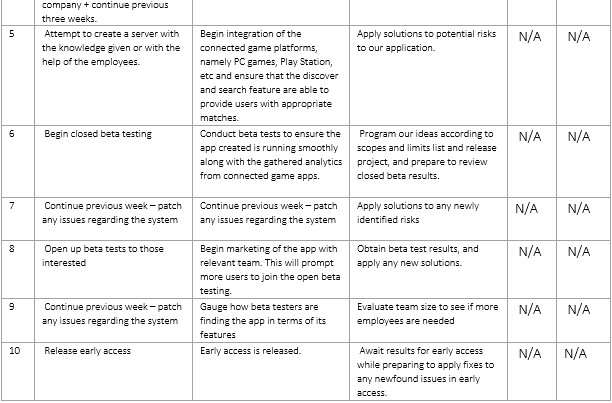 company + continue previous
three weeks.
5
Attempt to create a server with
the knowledge given or with the
help of the employees.
Begin integration of the
connected game platforms,
namely PC games, Play Station,
etc and ensure that the discover
and search feature are able to
provide users with appropriate
matches.
Apply solutions to potential risks
to our application.
N/A
N/A
6
Begin closed beta testing
Conduct beta tests to ensure the
app created is running smoothly
along with the gathered analytics
from connected game apps.
Program our ideas according to
scopes and limits list and release
project, and prepare to review
closed beta results.
N/A
N/A
7
Continue previous week – patch
any issues regarding the system
Continue previous week – patch
any issues regarding the system
Apply solutions to any newly
identified risks
N/A
N/A
8
Open up beta tests to those
interested
Begin marketing of the app with
relevant team. This will prompt
more users to join the open beta
testing.
Obtain beta test results, and
apply any new solutions.
N/A
N/A
9
Continue previous week – patch
any issues regarding the system
Gauge how beta testers are
finding the app in terms of its
features
Evaluate team size to see if more
employees are needed
N/A
N/A
10
Release early access
Early access is released.
Await results for early access
while preparing to apply fixes to
any newfound issues in early
access.
N/A
N/A